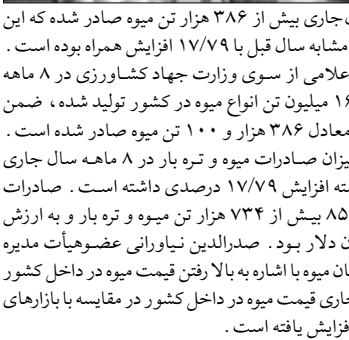 جاری بیش از ۳۸۶ هزار تن میوه صادر شده که این
مشابه سال قبل با ۱۷/۷۹ افزایش همراه بوده است .
علامی از سوی وزارت جهاد کشاورزی در ۸ ماهه
میلیون تن انواع میوه در کشور تولید شده ، ضمن
معادل ۳۸۶ هزار و ۱۰۰ تن میوه صادر شده است .
یزان صادرات میوه و تره بار در ۸ ماهه سال جاری
ته افزایش ۱۷/۷۹ درصدی داشته است . صادرات
۸۵ بیش از ۷۳۴ هزار تن میوه و تره بار و به ارزش
ن دلار بود . صدرالدین نیاورانی عضوهیأت مدیره
ان میوه با اشاره به بالا رفتن قیمت میوه در داخل کشور
جاری قیمت میوه در داخل کشور در مقایسه با بازارهای
فزایش یافته است .